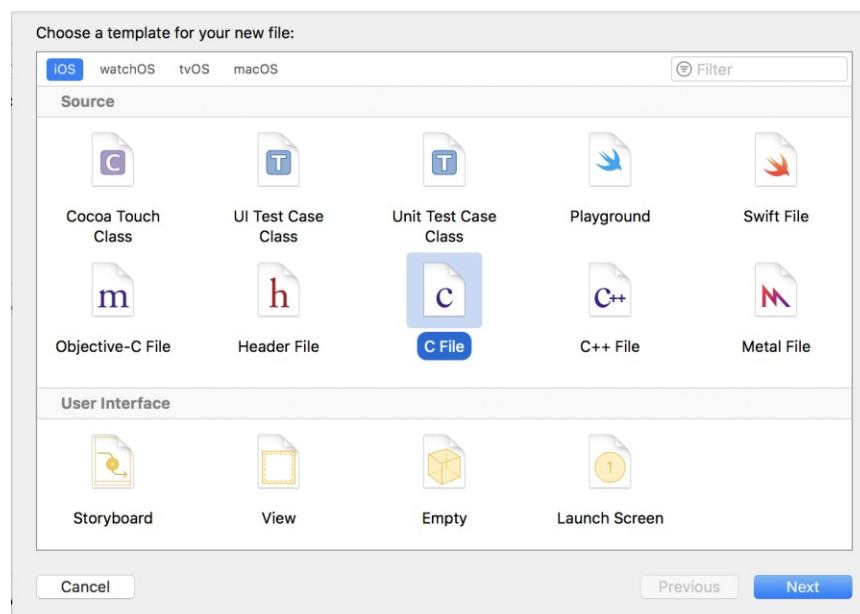 Choose a template for your new file:
iOS watchOS tvOS macOS Filter
Source
C T T
Cocoa Touch Class
UI Test Case Class
Unit Test Case Class
Playground
Swift File
m h c C++
Objective-C File
Header File
C File
C++ File
Metal File
User Interface
1
Storyboard
View
Empty
Launch Screen
Cancel Previous Next